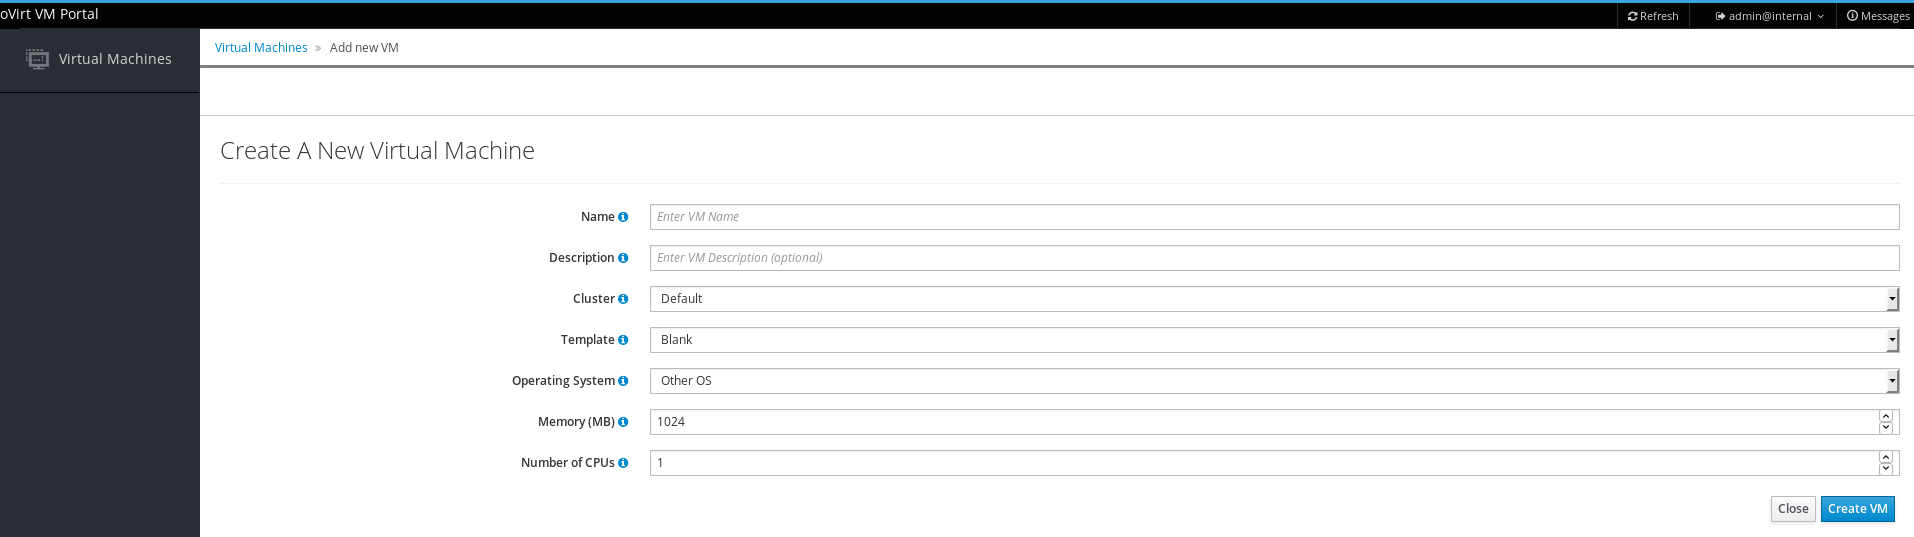 oVirt VM Portal
Refresh
admin@internal
Messages
Virtual Machines
Virtual Machines » Add new VM
Create A New Virtual Machine
Name
Enter VM Name
Description
Enter VM Description (optional)
Cluster
Default
Template
Blank
Operating System
Other OS
Memory (MB)
1024
Number of CPUs
1
Close
Create VM